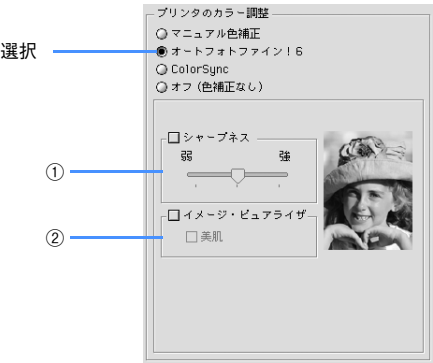 プリンタのカラー調整
マニュアル色補正
選択
オートフォトファイン!6
ColorSync
オフ(色補正なし)
シャープネス
弱 強
①
イメージ・ピュアライザ
②
美肌